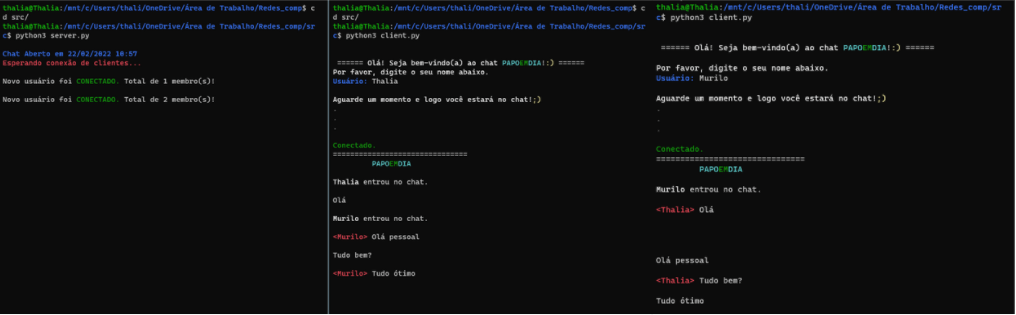 thalia@Thalia:/mnt/c/Users/thali/OneDrive/Área de Trabalho/Redes_comp$ c
d src/
thalia@Thalia:/mnt/c/Users/thali/OneDrive/Área de Trabalho/Redes_comp/sr
c$ python3 server.py
Chat Aberto em 22/02/2022 10:57
Esperando conexão de clientes...
Novo usuário foi CONECTADO. Total de 1 membro(s)!
Novo usuário foi CONECTADO. Total de 2 membro(s)!
thalia@Thalia:/mnt/c/Users/thali/OneDrive/Área de Trabalho/Redes_comp$ c
d src/
thalia@Thalia:/mnt/c/Users/thali/OneDrive/Área de Trabalho/Redes_comp/sr
c$ python3 client.py
====== Olá! Seja bem-vindo(a) ao chat PAPOEMDIA!:) ======
Por favor, digite o seu nome abaixo.
Usuário: Thalia
Aguarde um momento e logo você estará no chat!;)
.
.
.
Conectado.
===============================
PAPOEMDIA
Thalia entrou no chat.
Olá
Murilo entrou no chat.
<Murilo> Olá pessoal
Tudo bem?
<Murilo> Tudo ótimo
thalia@Thalia:/mnt/c/Users/thali/OneDrive/Área de Trabalho/Redes_comp/sr
c$ python3 client.py
====== Olá! Seja bem-vindo(a) ao chat PAPOEMDIA!:) ======
Por favor, digite o seu nome abaixo.
Usuário: Murilo
Aguarde um momento e logo você estará no chat!;)
.
.
.
Conectado.
===============================
PAPOEMDIA
Murilo entrou no chat.
<Thalia> Olá
Olá pessoal
<Thalia> Tudo bem?
Tudo ótimo